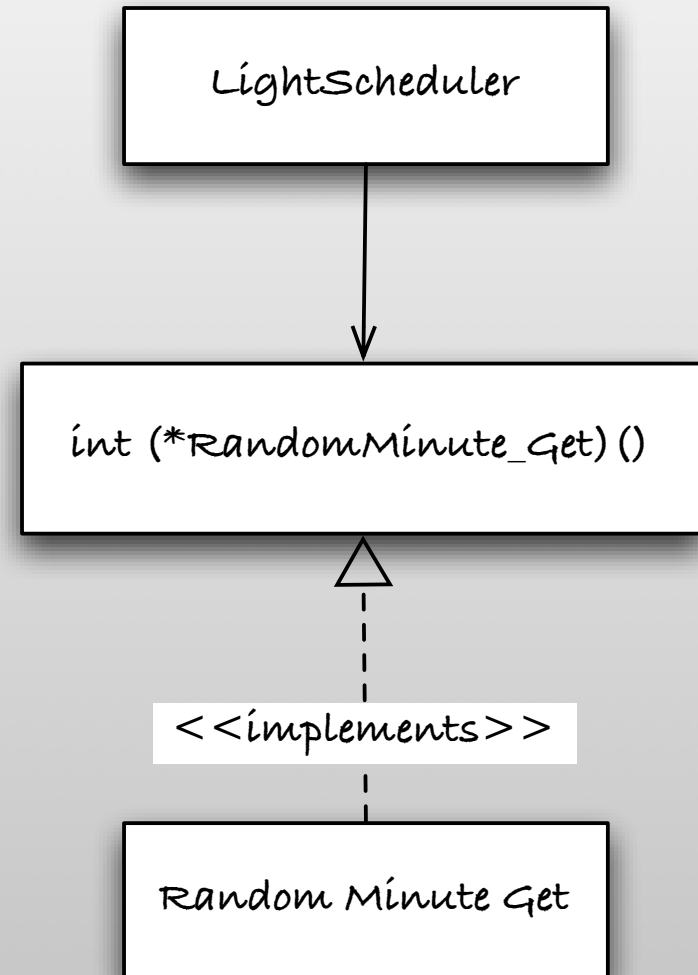 LightScheduler
int (*RandomMinute_Get) ()
<<implements>>
Random Minute Get